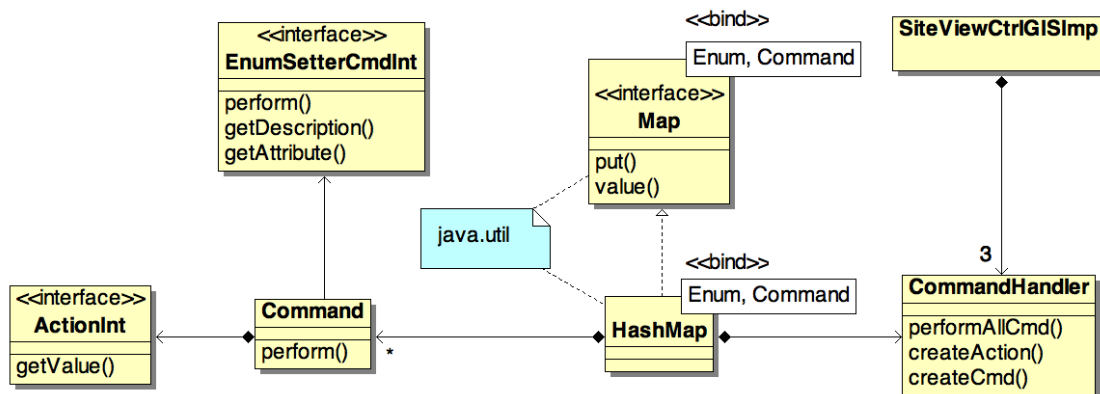 <<bind>>
<<interface>>
EnumSetterCmdInt
perform()
getDescription()
getAttribute()
Enum, Command
<<interface>>
Map
put()
value()
SiteViewCtrlGISImp
java.util
3
<<bind>>
Enum, Command
<<interface>>
ActionInt
getValue()
Command
perform()
*
HashMap
CommandHandler
performAllCmd()
createAction()
createCmd()